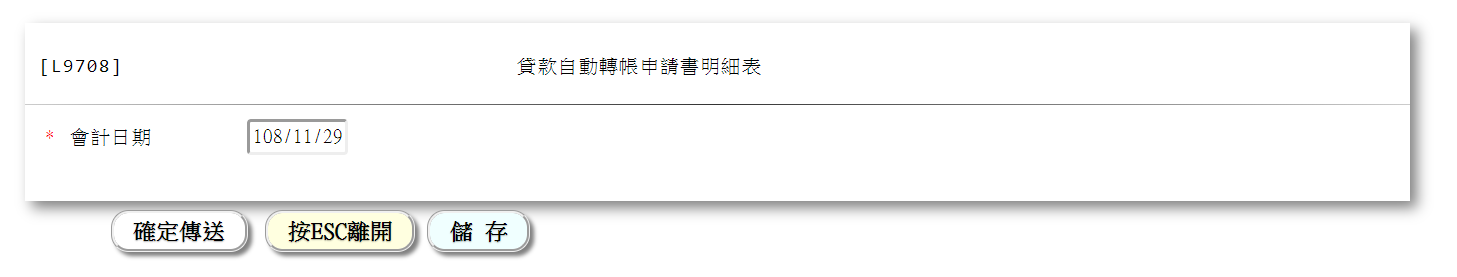 [L9708] 貸款自動轉帳申請書明細表
* 會計日期 108/11/29
確定傳送 按ESC離開 儲 存